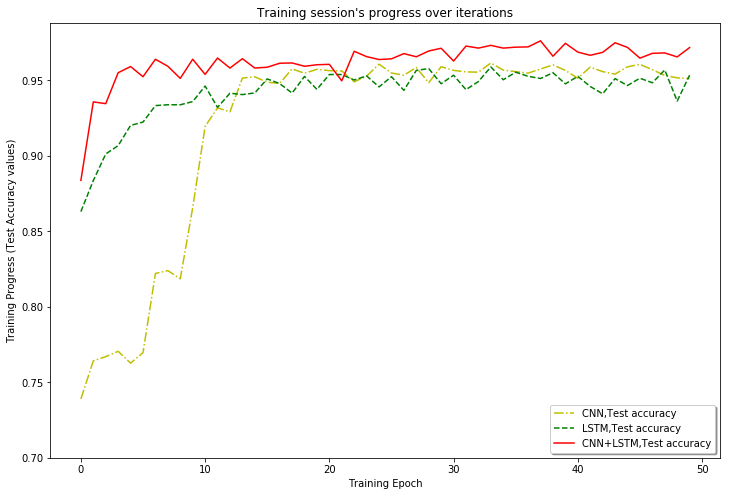 Training session's progress over iterations
Training Progress (Test Accuracy values)
0.95
0.90
0.85
0.80
0.75
0.70
CNN,Test accuracy
LSTM,Test accuracy
CNN+LSTM,Test accuracy
0 10 20 30 40 50
Training Epoch